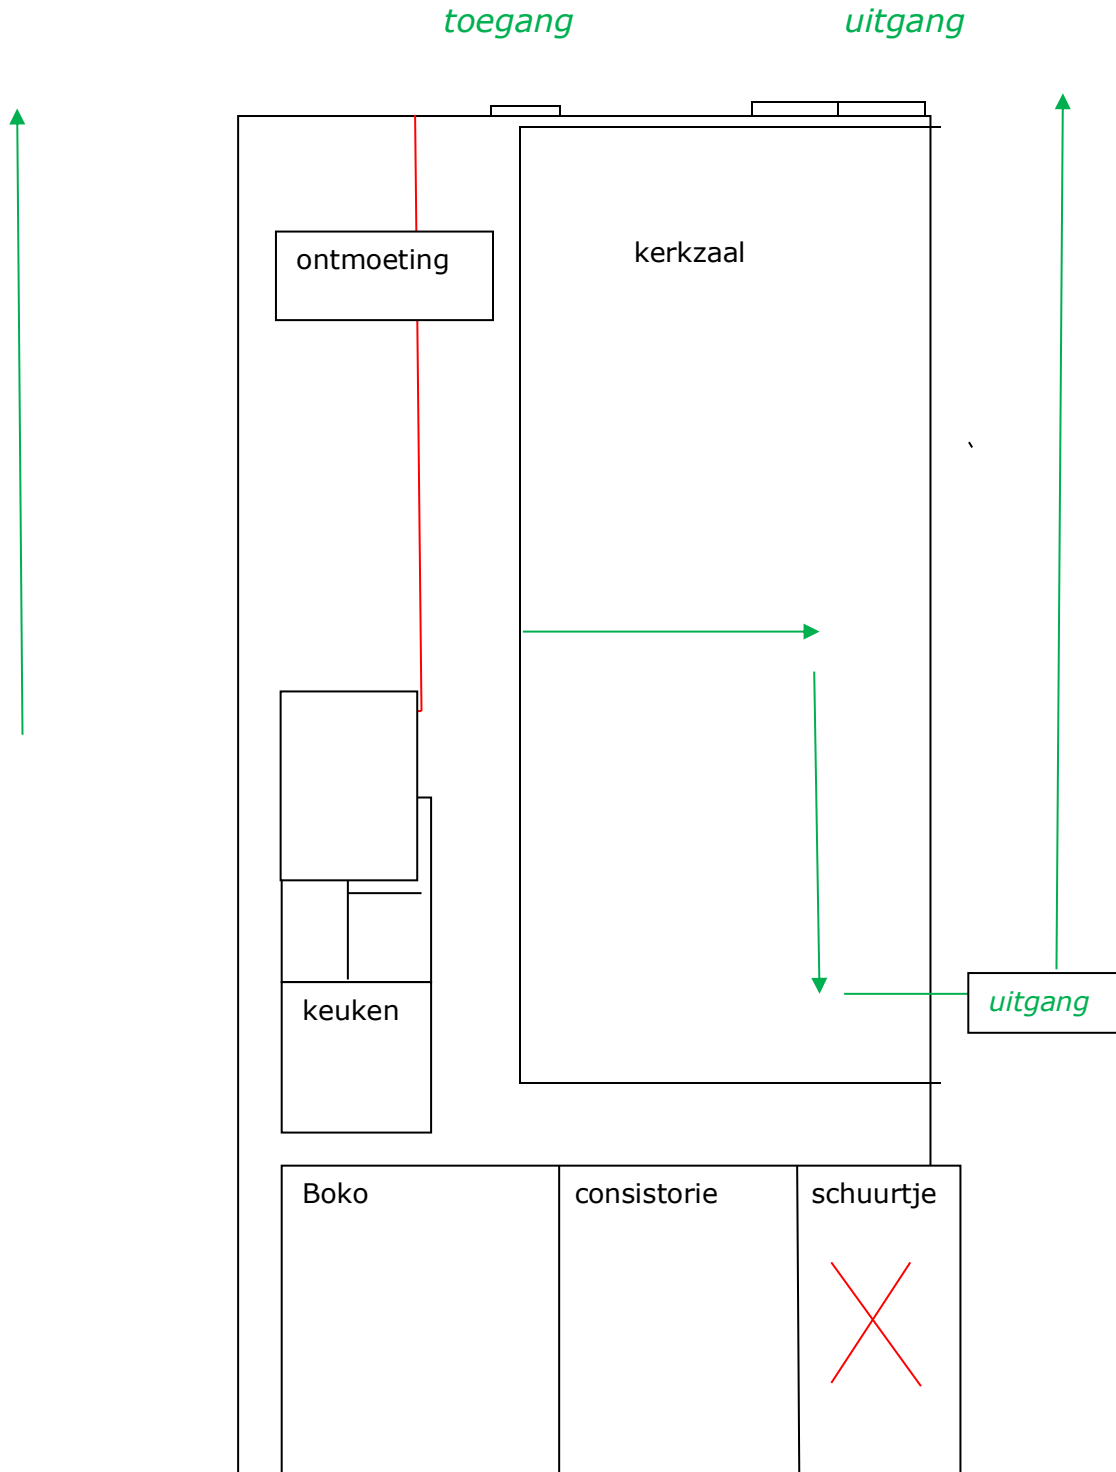 toegang
uitgang
ontmoeting
kerkzaal
keuken
uitgang
Boko
consistorie
schuurtje